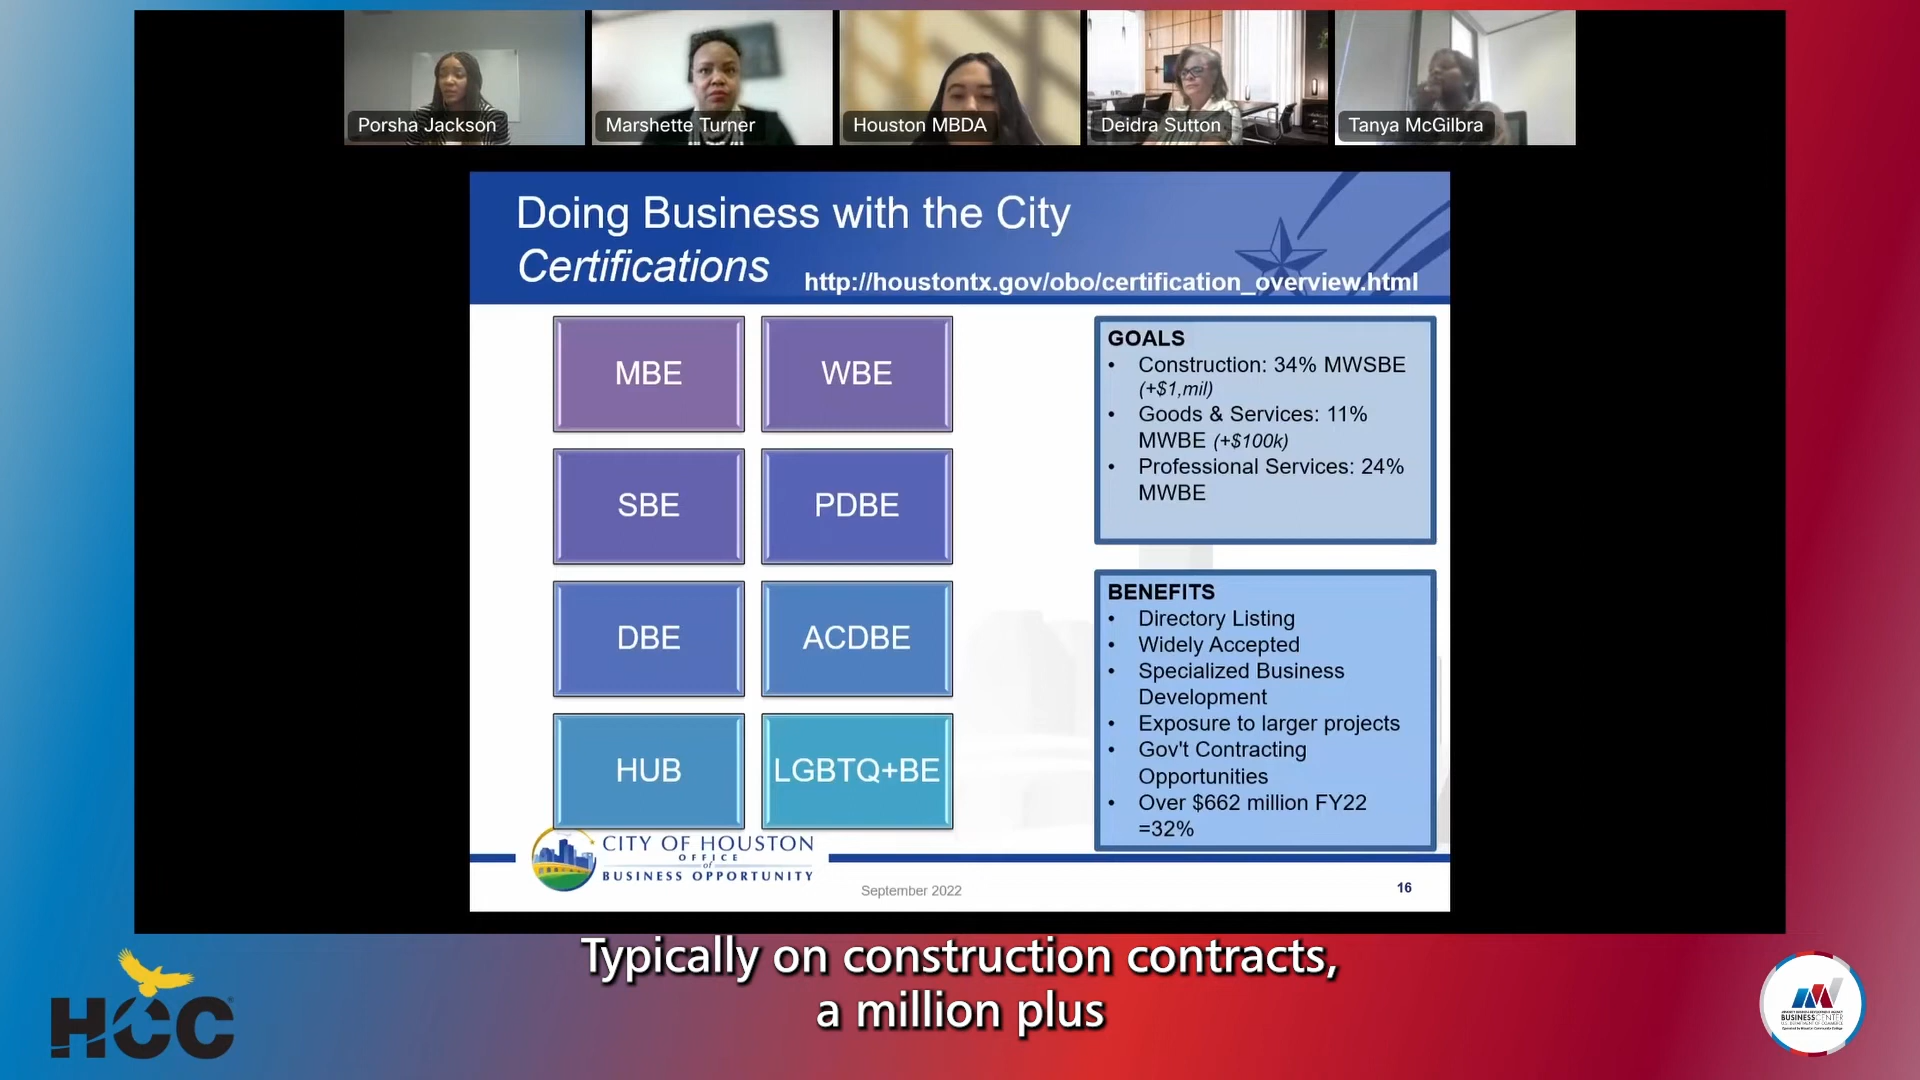 Porsha Jackson
Marshette Turner
Houston MBDA
Deidra Sutton
Tanya McGilbra
Doing Business with the City
Certifications
http://houstontx.gov/obo/certification_overview.html
MBE
WBE
SBE
PDBE
DBE
ACDBE
HUB
LGBTQ+BE
GOALS
• Construction: 34% MWSBE
(+$1,mil)
• Goods & Services: 11%
MWBE (+$100k)
• Professional Services: 24%
MWBE
BENEFITS
• Directory Listing
• Widely Accepted
• Specialized Business
Development
• Exposure to larger projects
• Gov't Contracting
Opportunities
• Over $662 million FY22
=32%
CITY OF HOUSTON
OFFICE
of
BUSINESS OPPORTUNITY
September 2022
16
Typically on construction contracts,
a million plus
HCC
BUSINESS CENTER